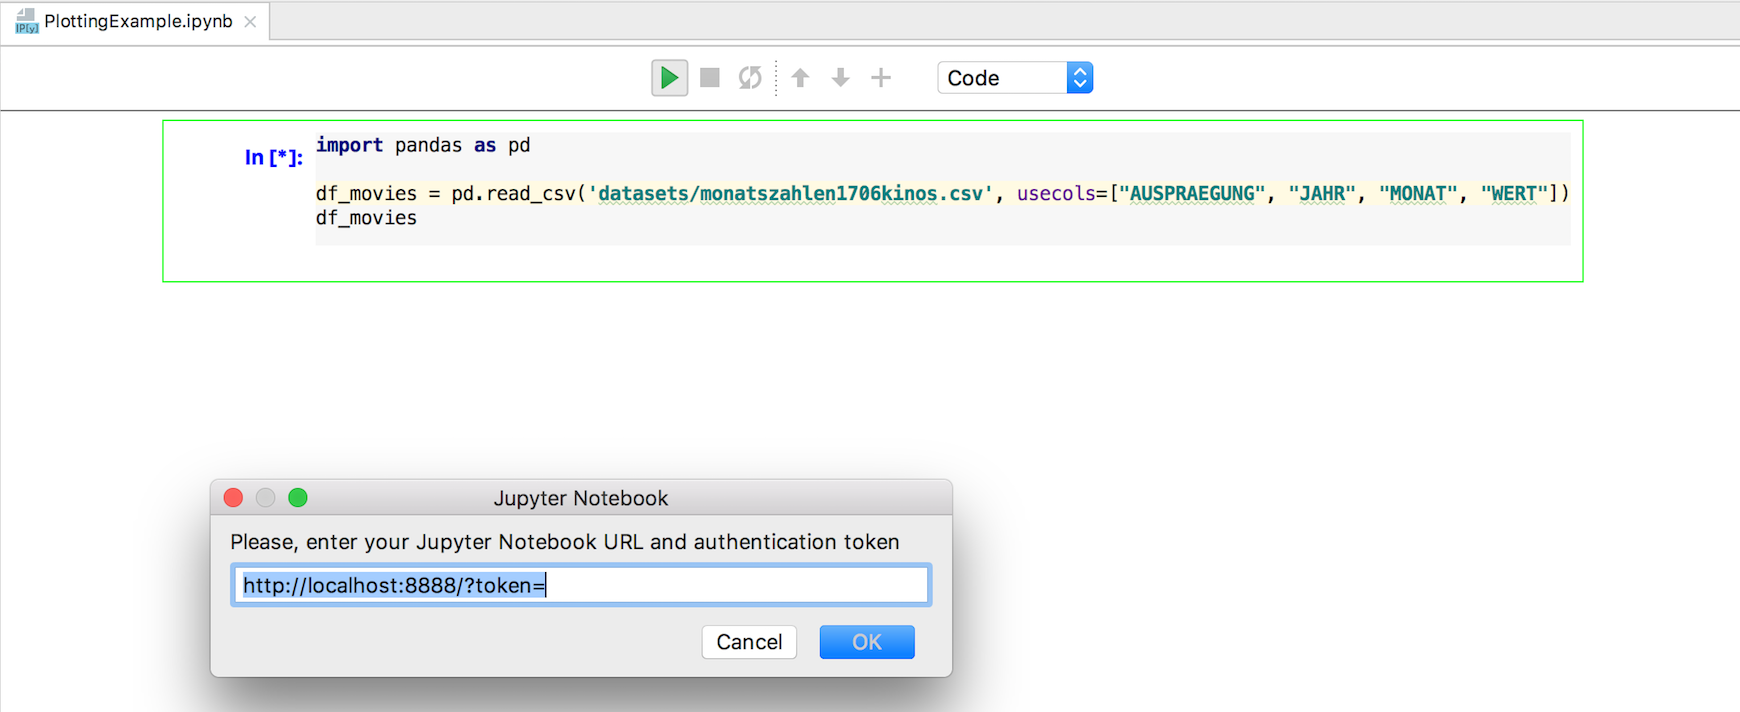 PlottingExample.ipynb
Code
In [*]:
import pandas as pd
df_movies = pd.read_csv('datasets/monatszahlen1706kinos.csv', usecols=["AUSPRAEGUNG", "JAHR", "MONAT", "WERT"])
df_movies
Jupyter Notebook
Please, enter your Jupyter Notebook URL and authentication token
http://localhost:8888/?token=
Cancel OK